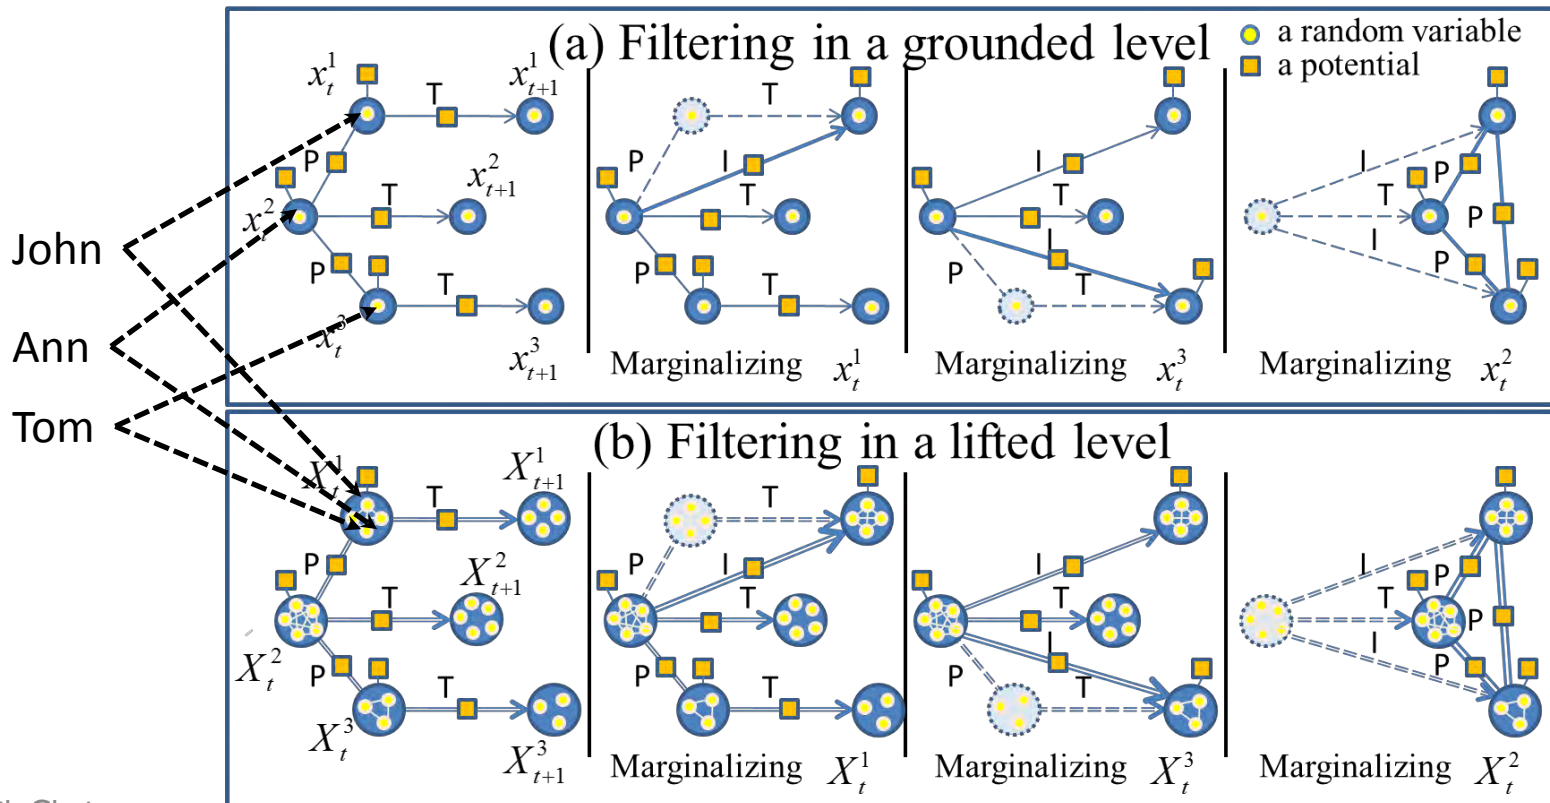 (a) Filtering in a grounded level
a random variable
a potential
x_t^1 T x_{t+1}^1
P
x_t^2 T x_{t+1}^2
P
x_t^3 T x_{t+1}^3
T
P I
T
P
T
Marginalizing x_t^1
I
T
I
P T
Marginalizing x_t^3
I
T P
P
I P
Marginalizing x_t^2
John
Ann
Tom
(b) Filtering in a lifted level
X_t^1 T X_{t+1}^1
P
X_t^2 T X_{t+1}^2
P
X_t^3 T X_{t+1}^3
T
P I
T
P
T
Marginalizing X_t^1
I
T
I
P T
Marginalizing X_t^3
I
T P
P
I P
Marginalizing X_t^2